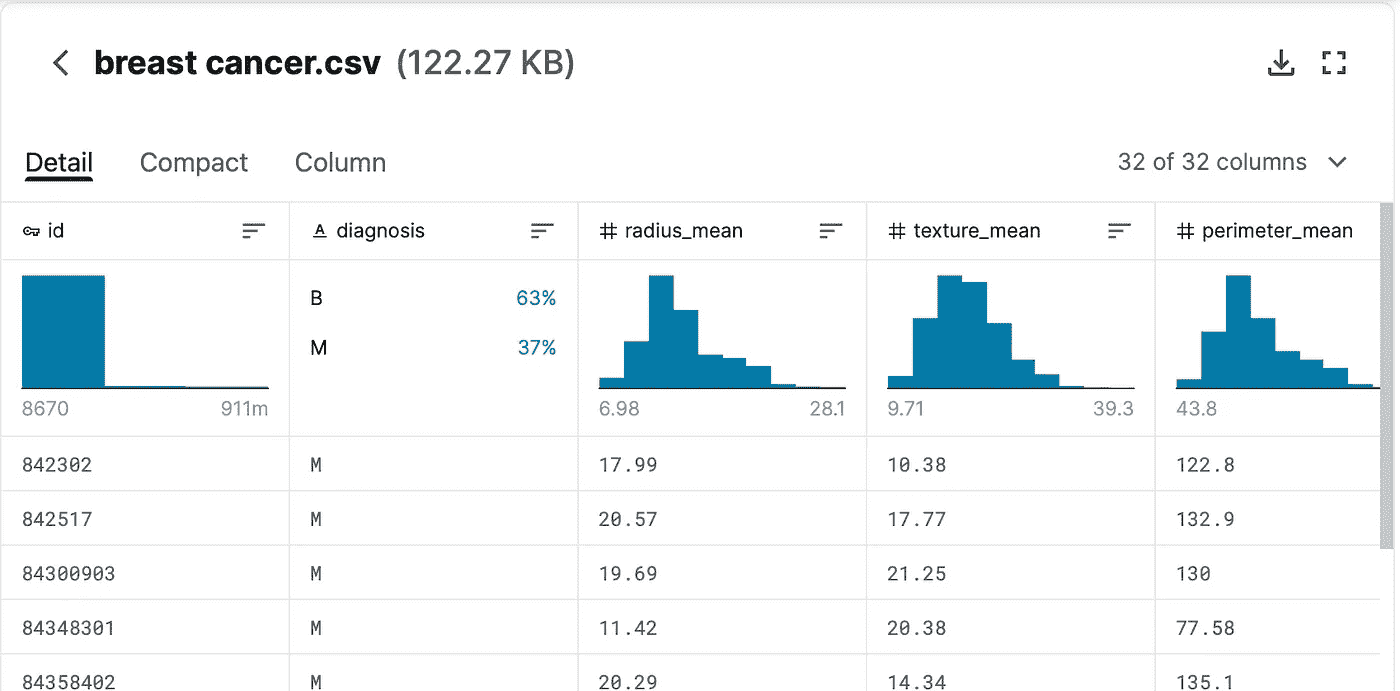 breast cancer.csv (122.27 KB)
Detail Compact Column 32 of 32 columns
id diagnosis # radius_mean # texture_mean # perimeter_mean
B 63%
M 37%
8670 911m 6.98 28.1 9.71 39.3 43.8
842302 M 17.99 10.38 122.8
842517 M 20.57 17.77 132.9
84300903 M 19.69 21.25 130
84348301 M 11.42 20.38 77.58
84358402 M 20.29 14.34 135.1